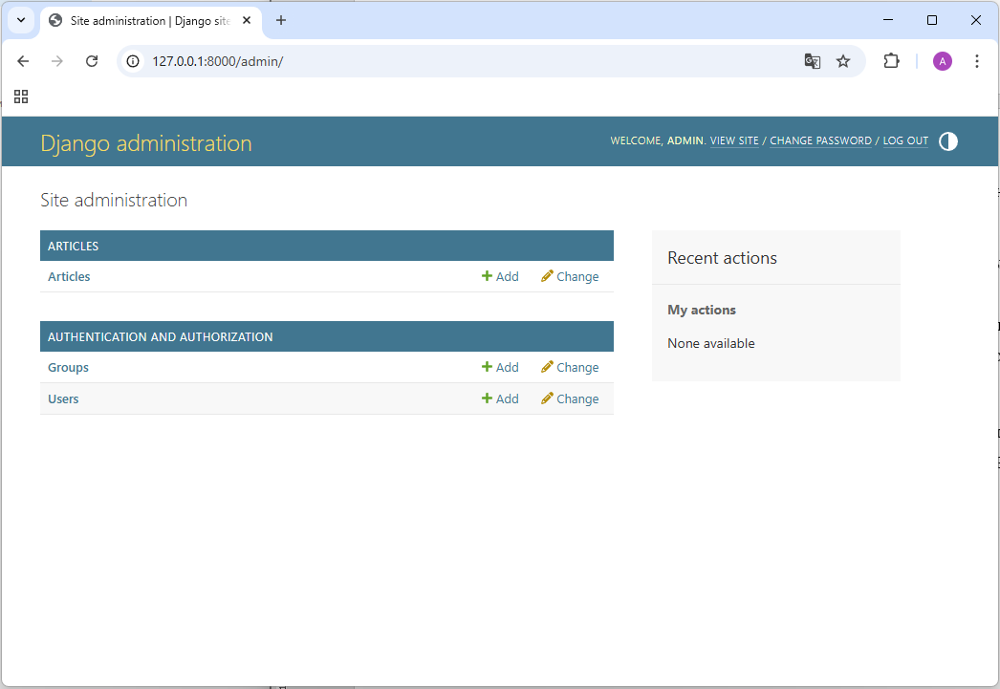 Site administration | Django site
127.0.0.1:8000/admin/
A
Django administration
WELCOME, ADMIN. VIEW SITE / CHANGE PASSWORD / LOG OUT
Site administration
ARTICLES
Articles Add Change
AUTHENTICATION AND AUTHORIZATION
Groups Add Change
Users Add Change
Recent actions
My actions
None available